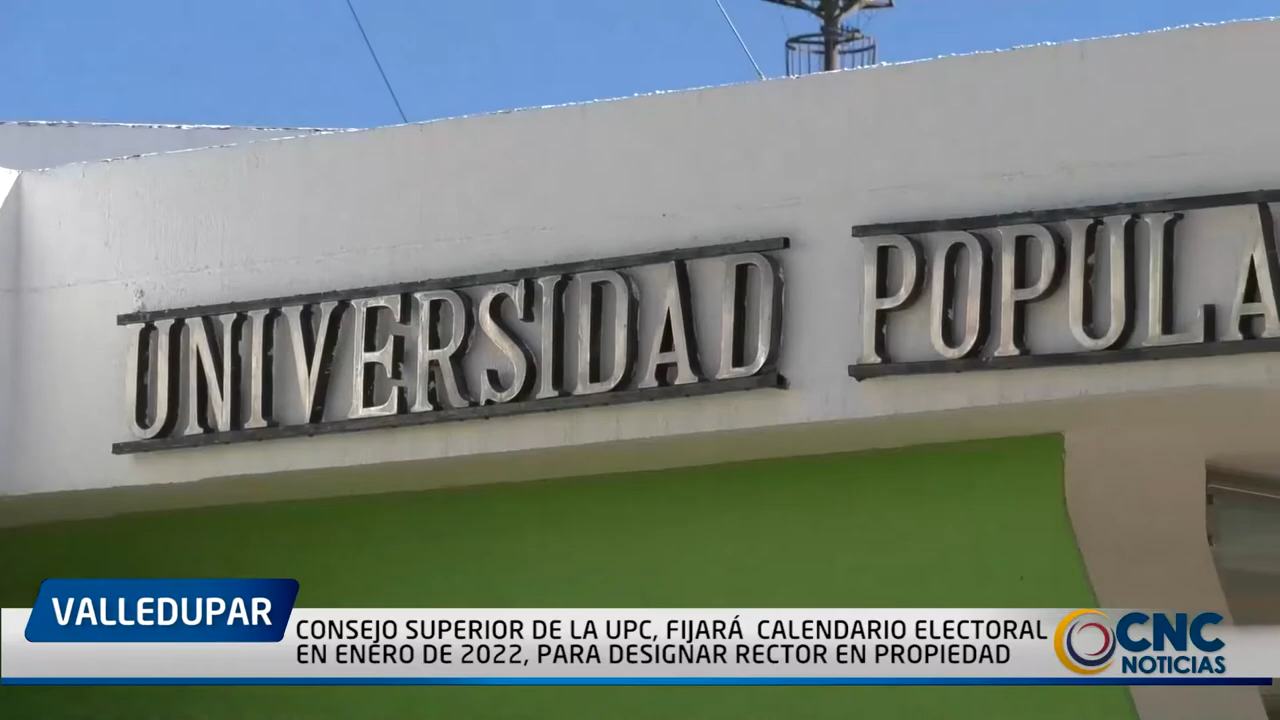 UNIVERSIDAD POPULA
VALLEDUPAR
CONSEJO SUPERIOR DE LA UPC, FIJARÁ CALENDARIO ELECTORAL
EN ENERO DE 2022, PARA DESIGNAR RECTOR EN PROPIEDAD
CNC
NOTICIAS